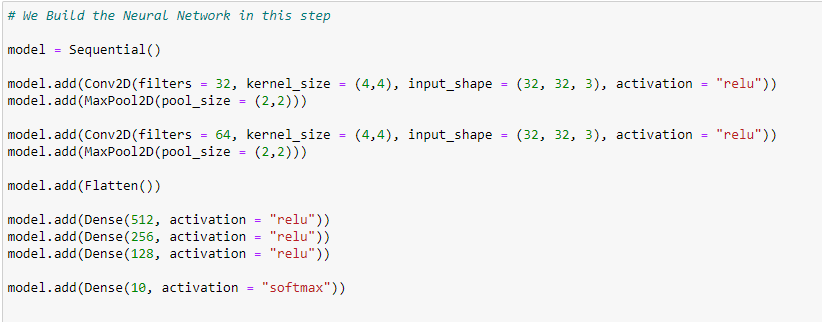 # We Build the Neural Network in this step
model = Sequential()
model.add(Conv2D(filters = 32, kernel_size = (4,4), input_shape = (32, 32, 3), activation = "relu"))
model.add(MaxPool2D(pool_size = (2,2)))
model.add(Conv2D(filters = 64, kernel_size = (4,4), input_shape = (32, 32, 3), activation = "relu"))
model.add(MaxPool2D(pool_size = (2,2)))
model.add(Flatten())
model.add(Dense(512, activation = "relu"))
model.add(Dense(256, activation = "relu"))
model.add(Dense(128, activation = "relu"))
model.add(Dense(10, activation = "softmax"))